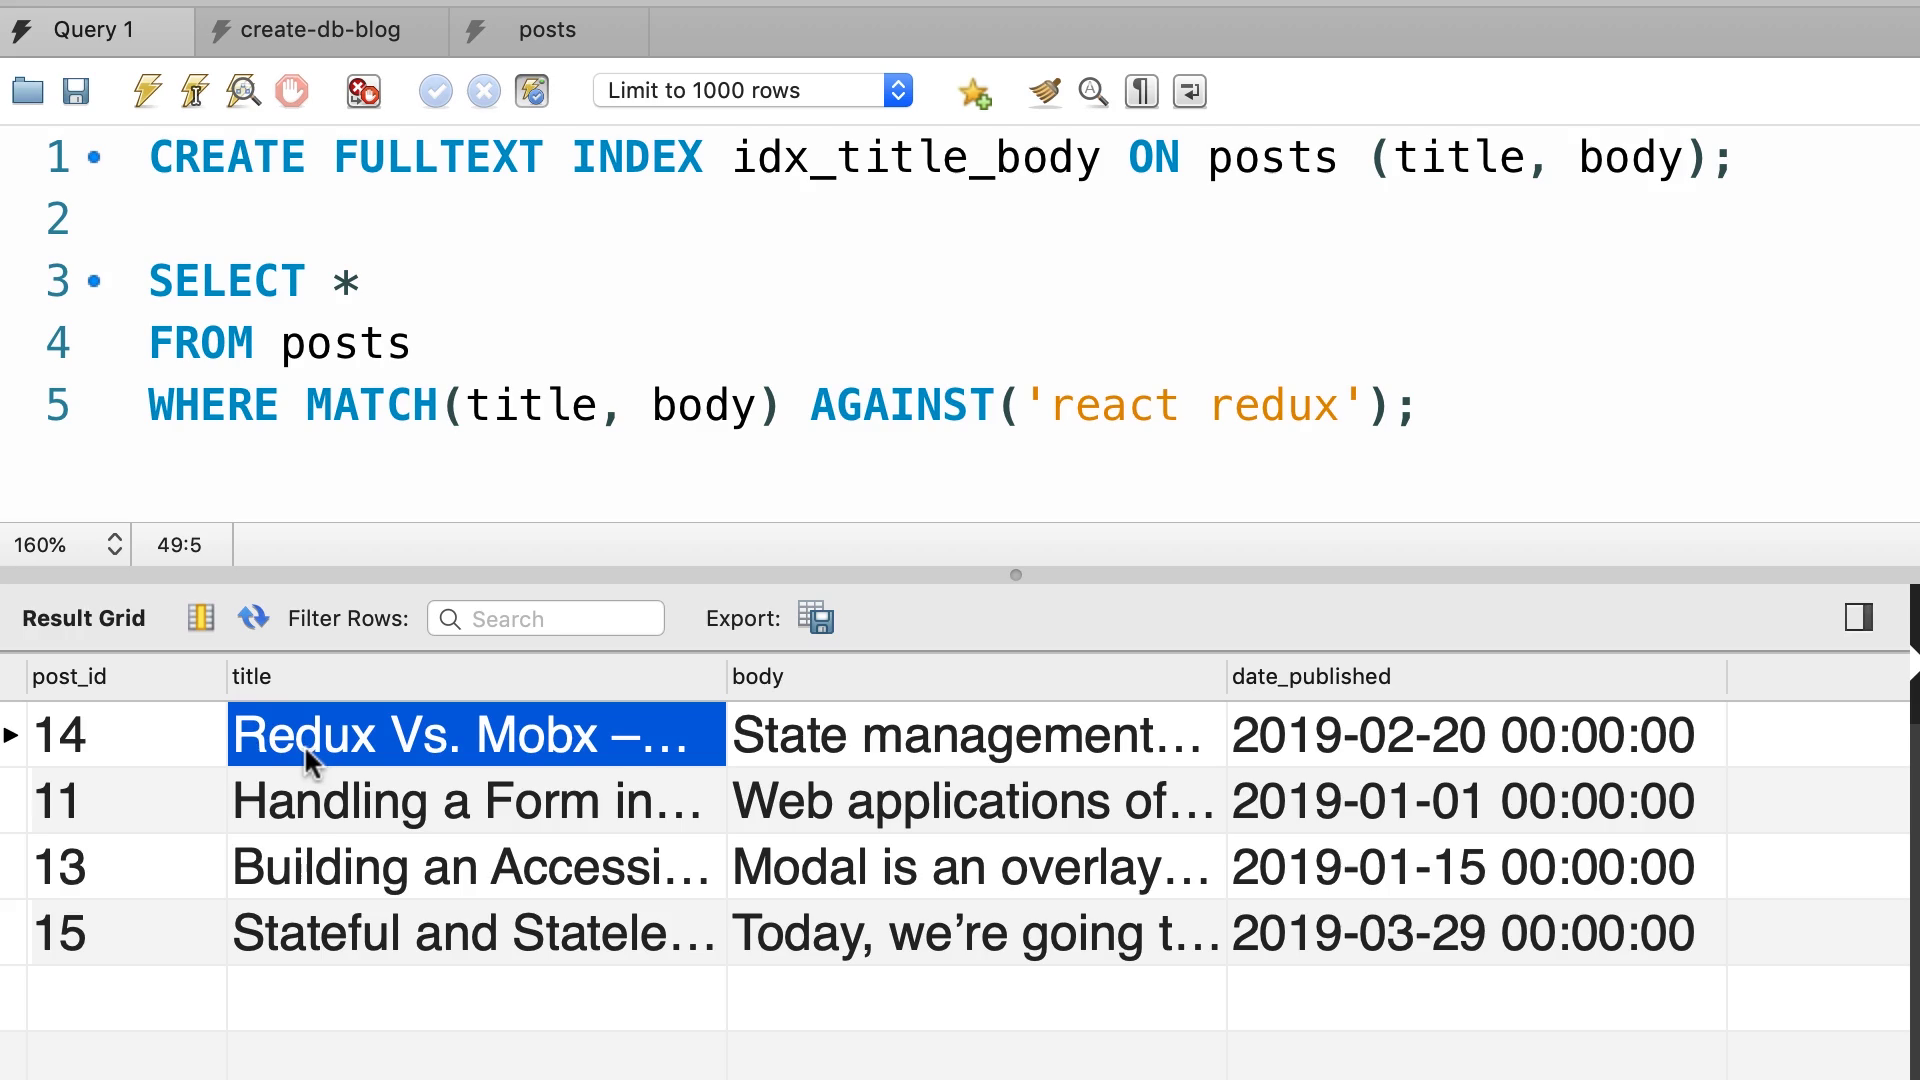 Query 1 create-db-blog posts
Limit to 1000 rows
1 CREATE FULLTEXT INDEX idx_title_body ON posts (title, body);
2
3 SELECT *
4 FROM posts
5 WHERE MATCH(title, body) AGAINST('react redux');
160% 49:5
Result Grid Filter Rows: Search Export:
post_id title body date_published
14 Redux Vs. Mobx –... State management... 2019-02-20 00:00:00
11 Handling a Form in... Web applications of... 2019-01-01 00:00:00
13 Building an Accessi... Modal is an overlay... 2019-01-15 00:00:00
15 Stateful and Statele... Today, we’re going t... 2019-03-29 00:00:00